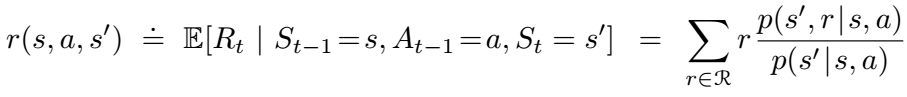 r(s, a, s′) ≐ 𝔼[R_t | S_{t−1} = s, A_{t−1} = a, S_t = s′] = ∑_{r∈ℛ} r p(s′, r | s, a) / p(s′ | s, a)